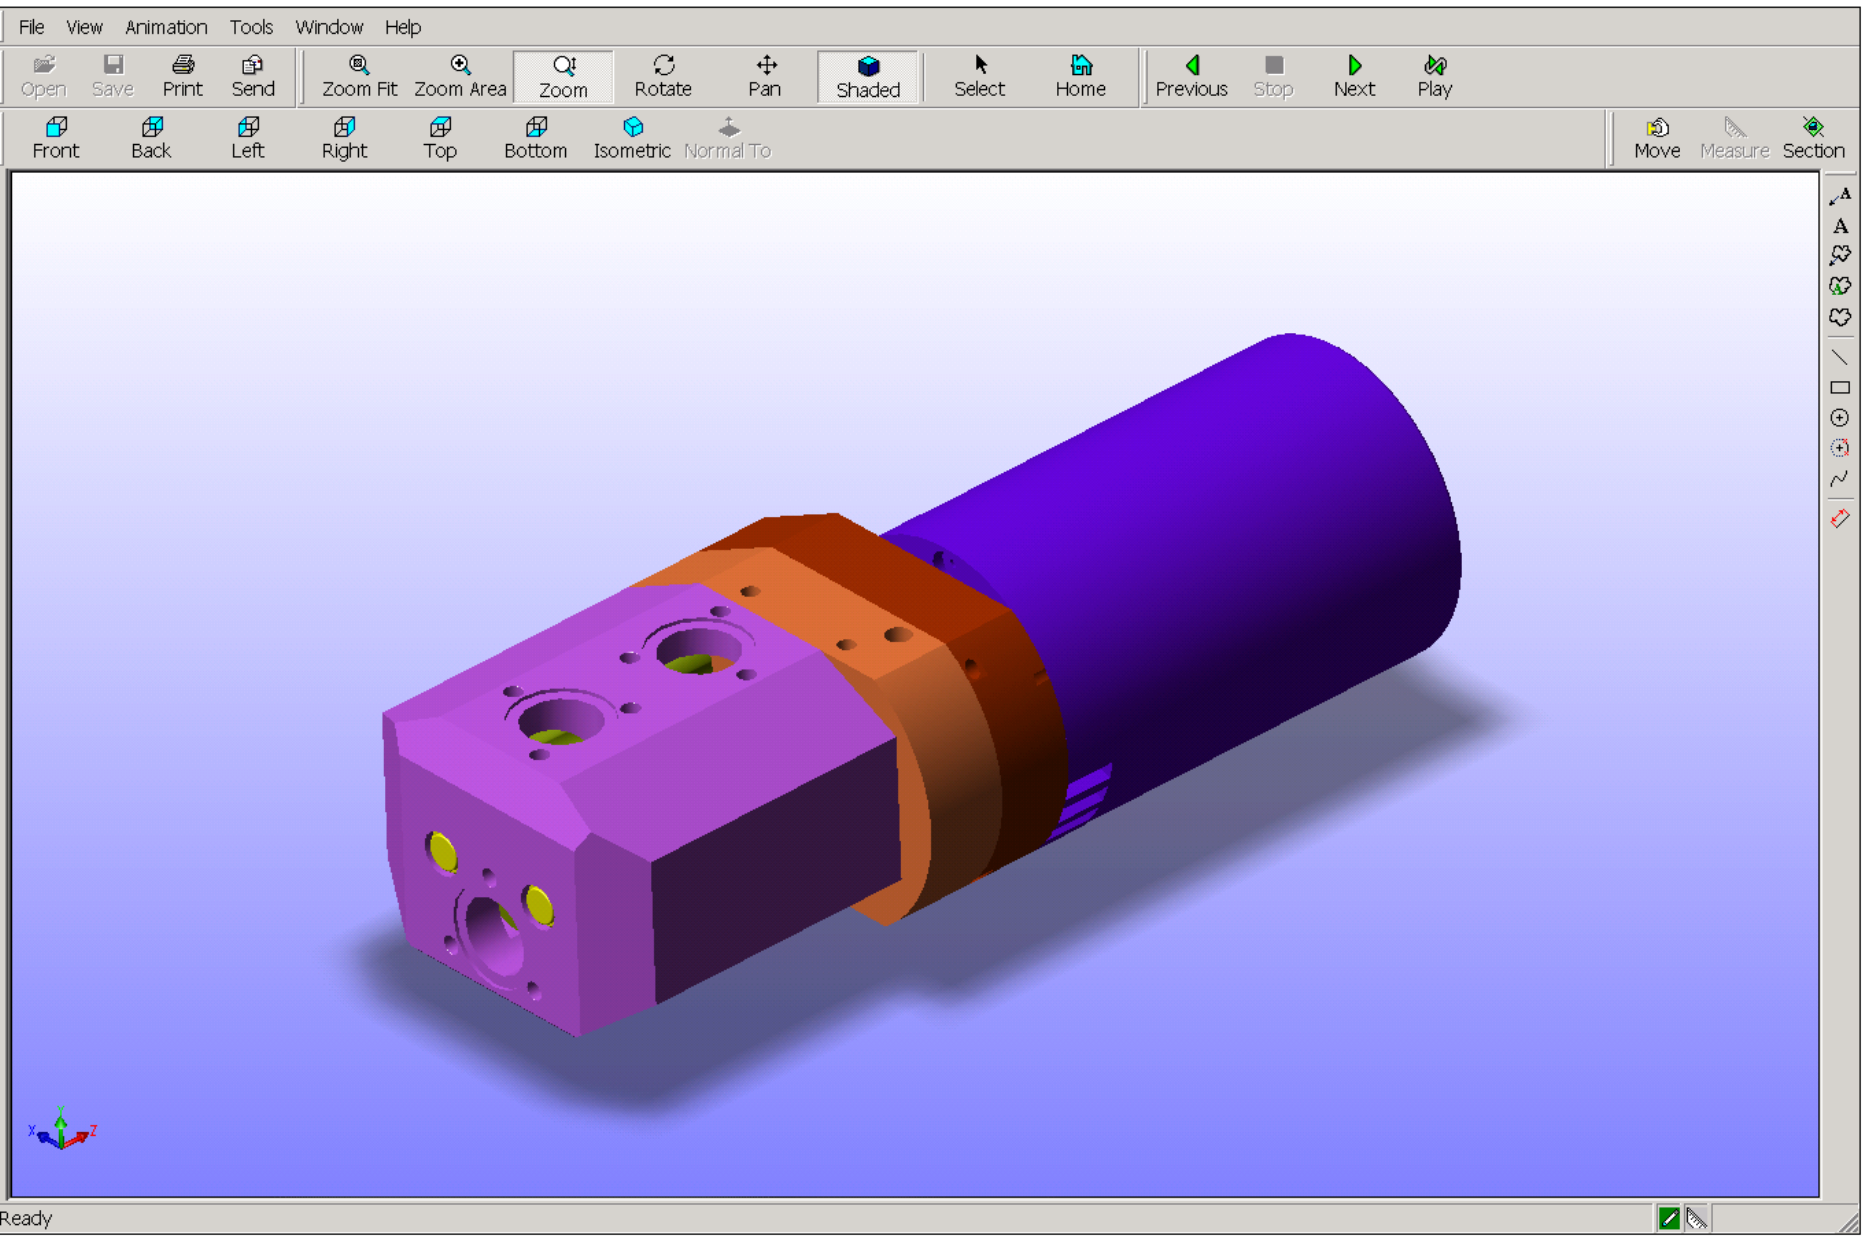 File View Animation Tools Window Help
Open Save Print Send Zoom Fit Zoom Area Zoom Rotate Pan Shaded Select Home Previous Stop Next Play
Front Back Left Right Top Bottom Isometric Normal To Move Measure Section
A
A
A
Y
X Z
Ready